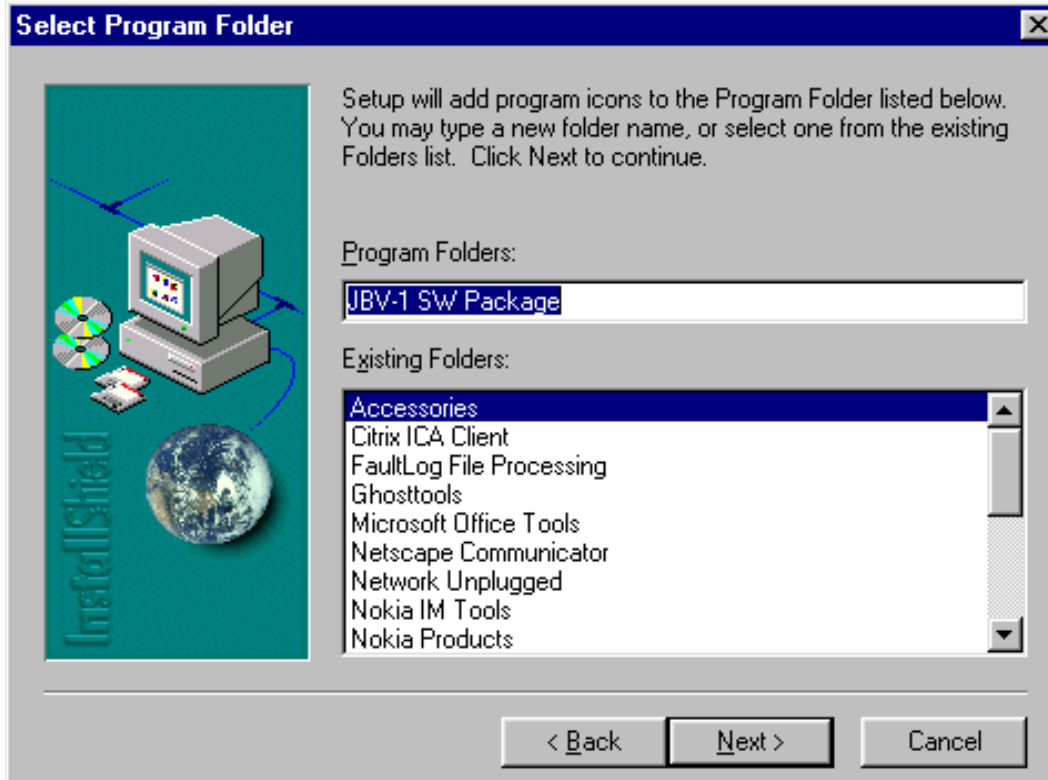 Select Program Folder
Setup will add program icons to the Program Folder listed below.
You may type a new folder name, or select one from the existing
Folders list.  Click Next to continue.
Program Folders:
JBV-1 SW Package
Existing Folders:
Accessories
Citrix ICA Client
FaultLog File Processing
Ghosttools
Microsoft Office Tools
Netscape Communicator
Network Unplugged
Nokia IM Tools
Nokia Products
InstallShield
< Back
Next >
Cancel